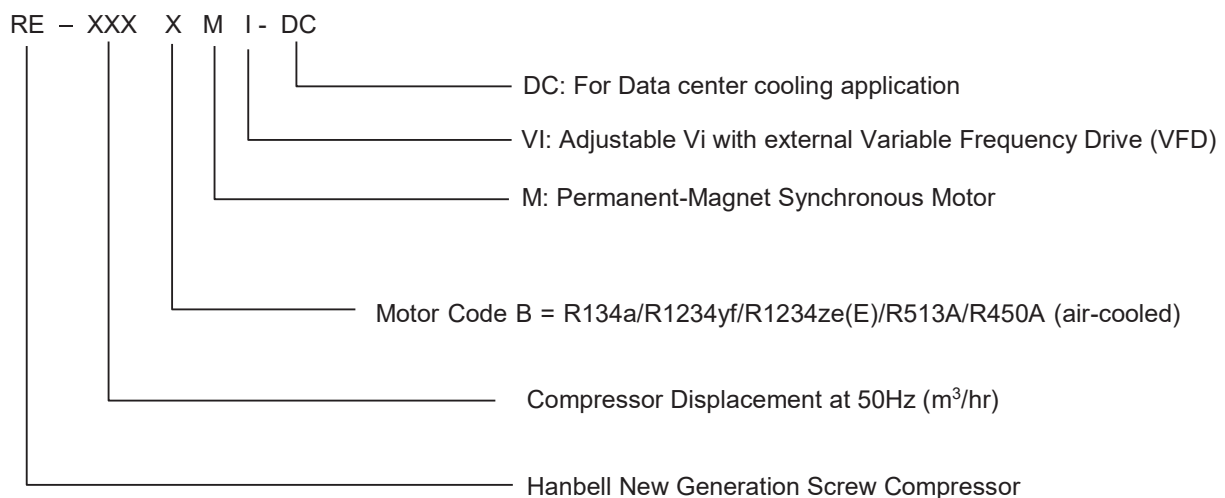 RE – XXX X M I - DC
DC: For Data center cooling application
VI: Adjustable Vi with external Variable Frequency Drive (VFD)
M: Permanent-Magnet Synchronous Motor
Motor Code B = R134a/R1234yf/R1234ze(E)/R513A/R450A (air-cooled)
Compressor Displacement at 50Hz (m³/hr)
Hanbell New Generation Screw Compressor